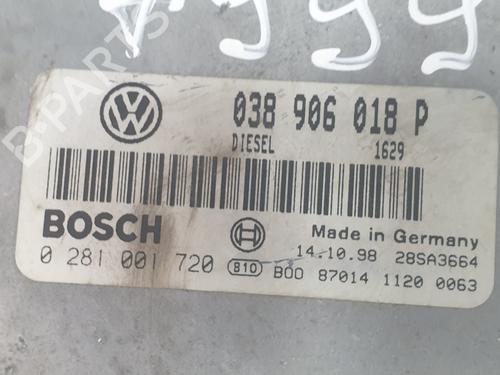 B-PARTS
038 906 018 P
DIESEL 1629
BOSCH
Made in Germany
0 281 001 720
14.10.98 28SA3664
810 B00 87014 1120 0063